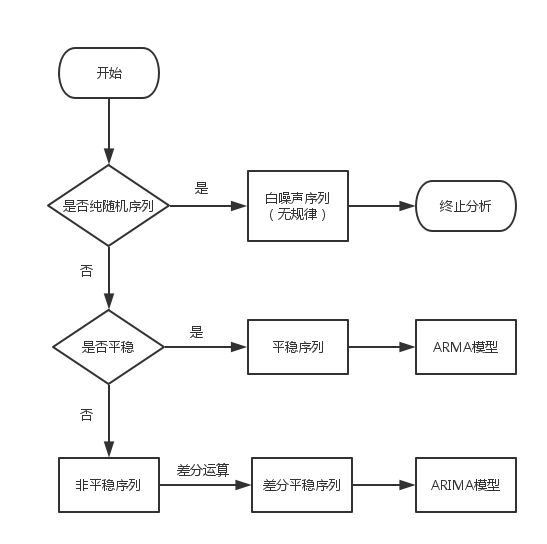 开始
是否纯随机序列
是
白噪声序列
（无规律）
终止分析
否
是否平稳
是
平稳序列
ARMA模型
否
非平稳序列
差分运算
差分平稳序列
ARIMA模型